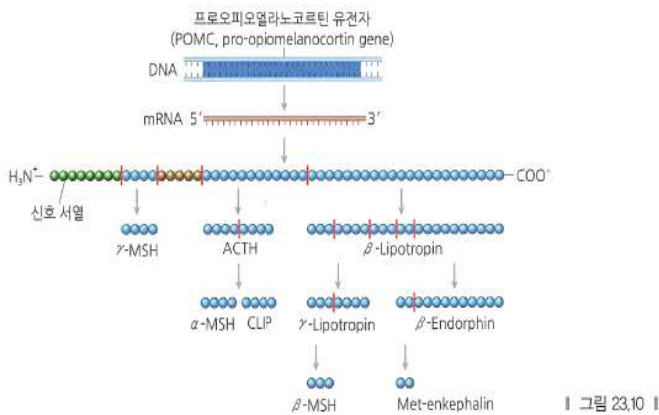 프로오피오멜라노코르틴 유전자
(POMC, pro-opiomelanocortin gene)
DNA
mRNA 5′ 3′
H₃N⁺ COO⁻
신호 서열
γ-MSH ACTH β-Lipotropin
α-MSH CLIP γ-Lipotropin β-Endorphin
β-MSH Met-enkephalin
그림 23.10